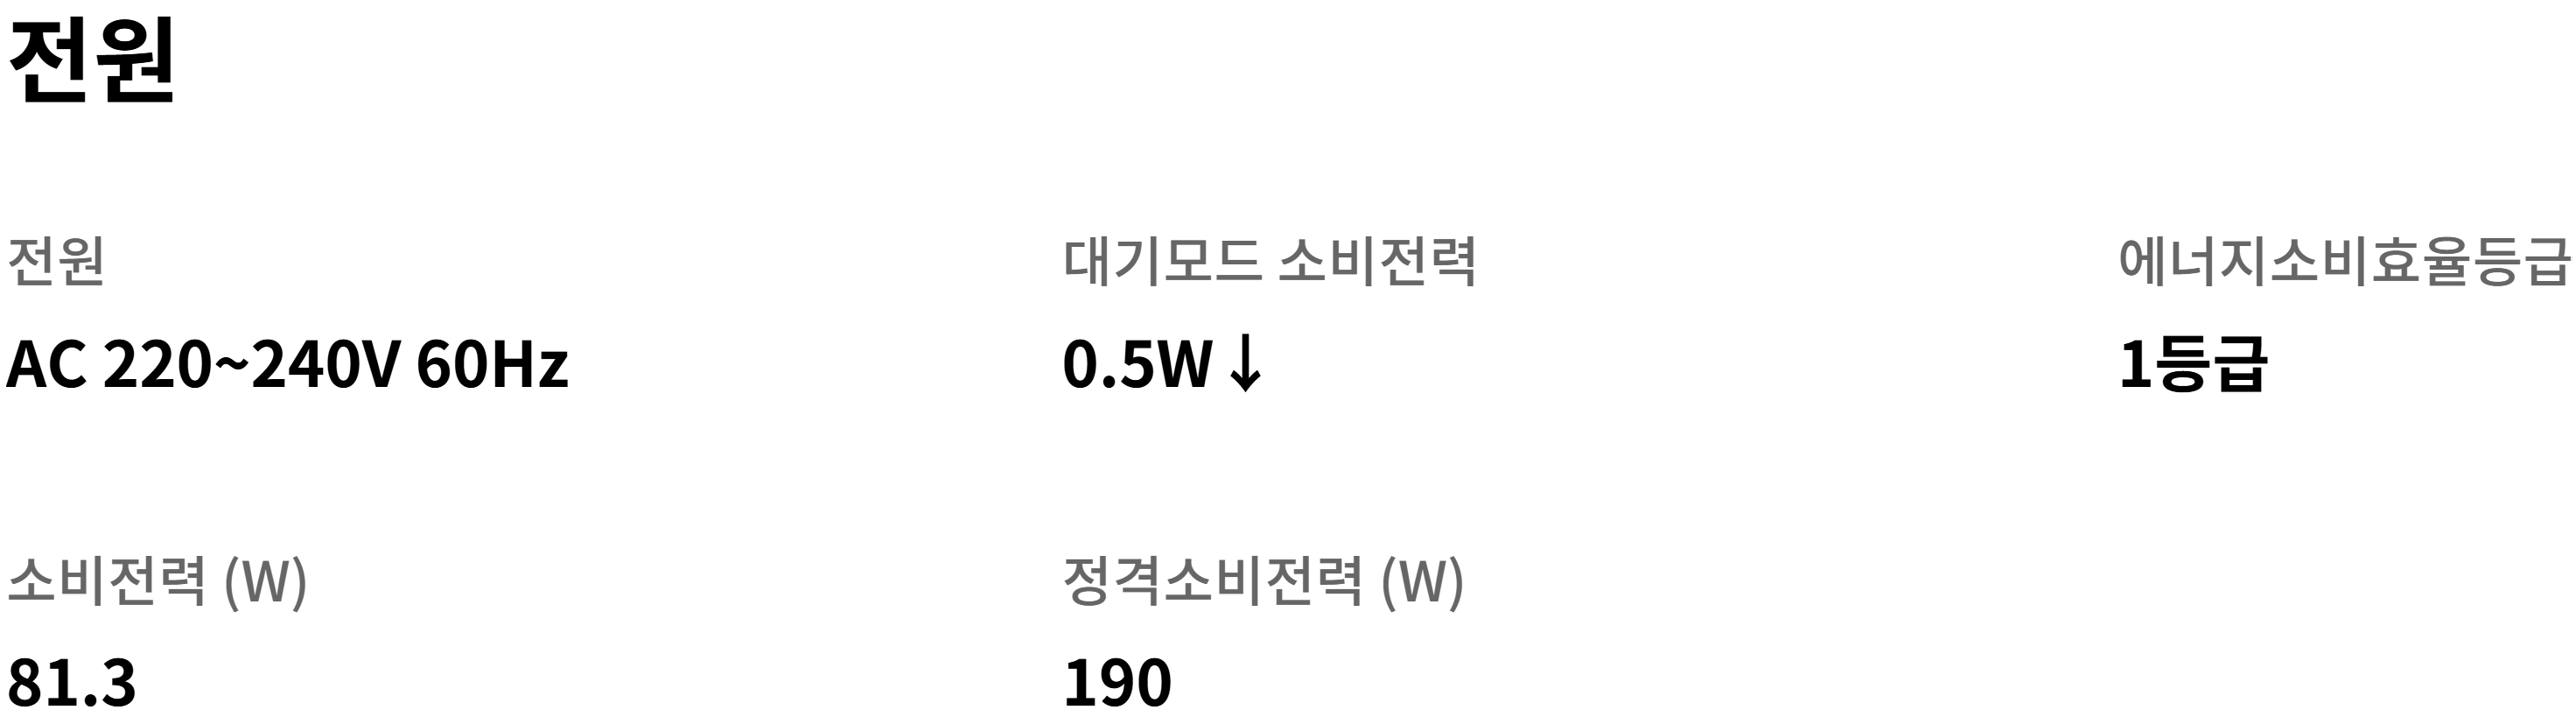 전원
전원
대기모드 소비전력
에너지소비효율등급
AC 220~240V 60Hz
0.5W↓
1등급
소비전력 (W)
정격소비전력 (W)
81.3
190